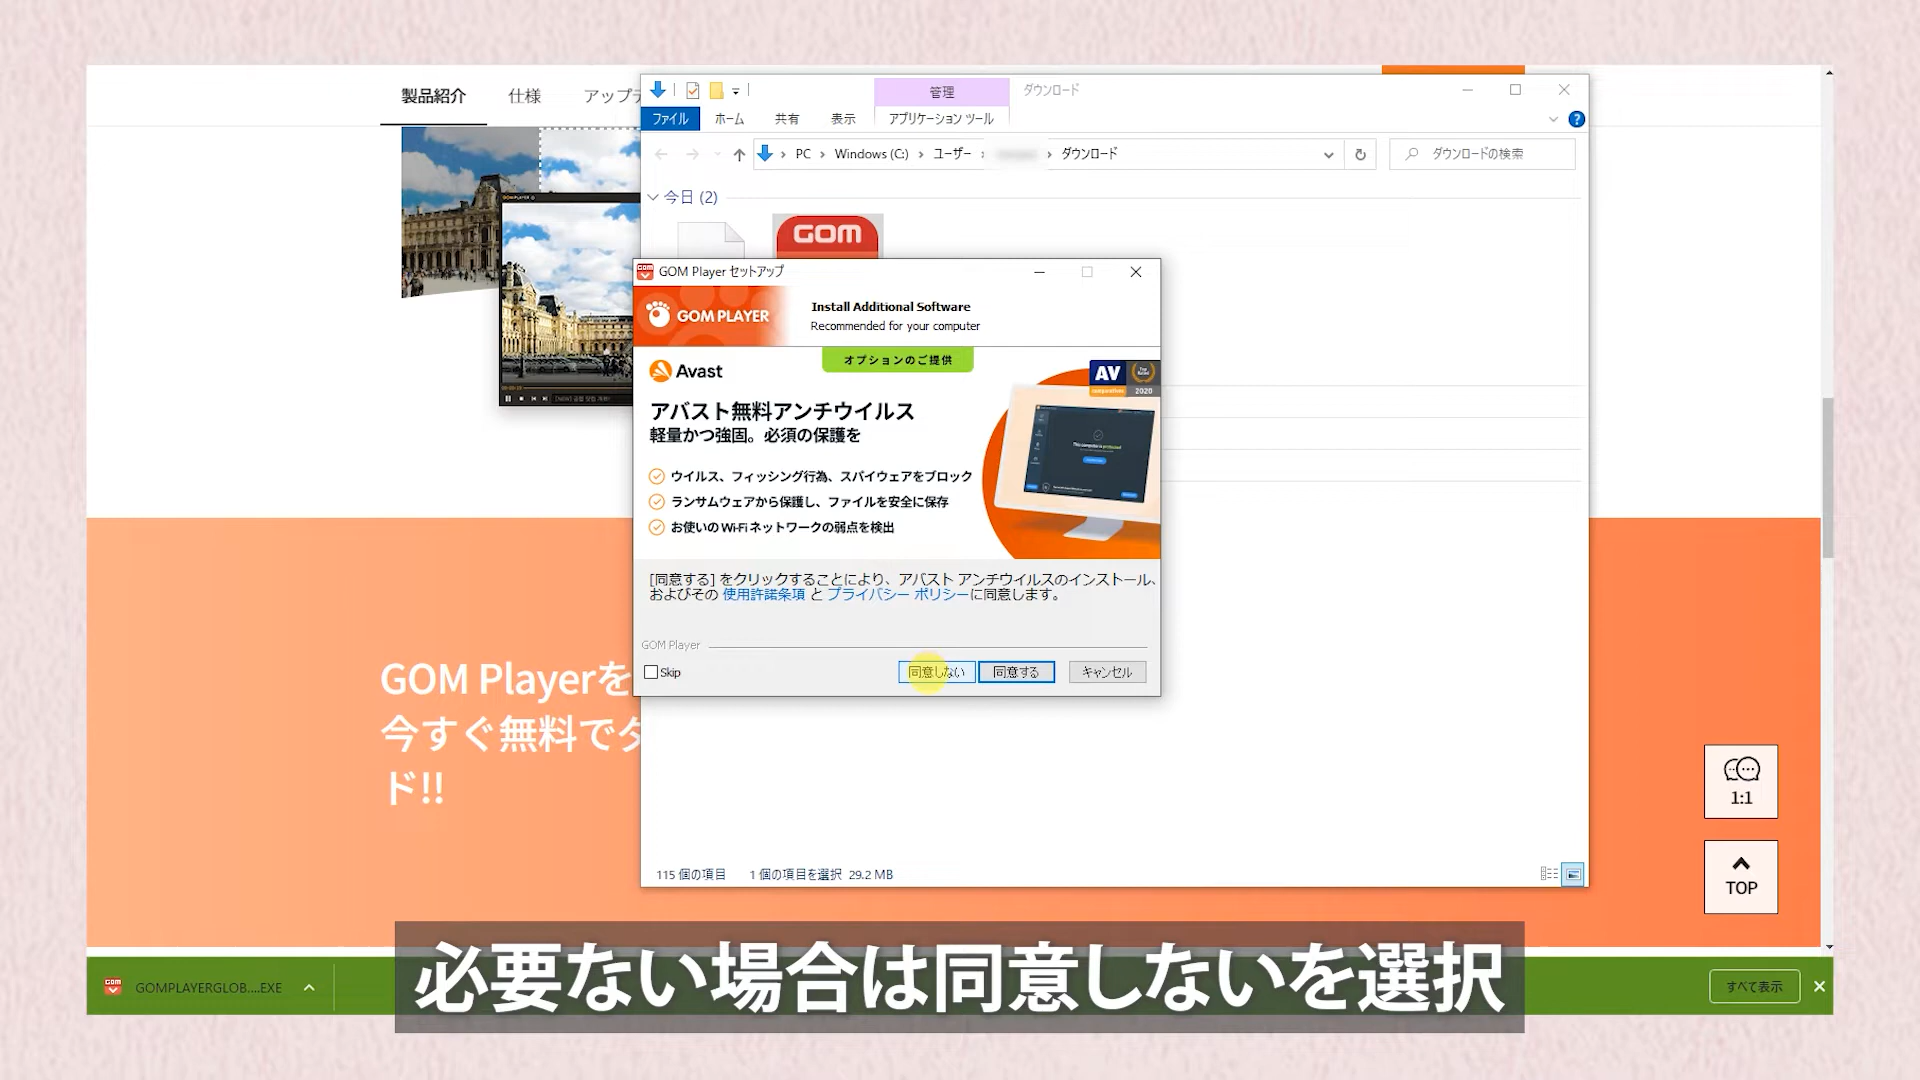 製品紹介
仕様
管理
ダウンロード
ファイル
ホーム
共有
表示
アプリケーション ツール
PC
Windows (C:)
ユーザー
ダウンロード
ダウンロードの検索
今日 (2)
GOM
GOM Player セットアップ
GOM PLAYER
Install Additional Software
Recommended for your computer
Avast
オプションのご提供
AV
2020
アバスト無料アンチウイルス
軽量かつ強固。必須の保護を
ウイルス、フィッシング行為、スパイウェアをブロック
ランサムウェアから保護し、ファイルを安全に保存
お使いの Wi-Fi ネットワークの弱点を検出
[同意する] をクリックすることにより、アバスト アンチウイルスのインストール、
およびその 使用許諾条項 と プライバシー ポリシーに同意します。
GOM Player
Skip
同意しない
同意する
キャンセル
GOM Playerを
今すぐ無料でダ
ド!!
1:1
TOP
115 個の項目
1 個の項目を選択 29.2 MB
必要ない場合は同意しないを選択
GOMPLAYERGLOB....EXE
すべて表示